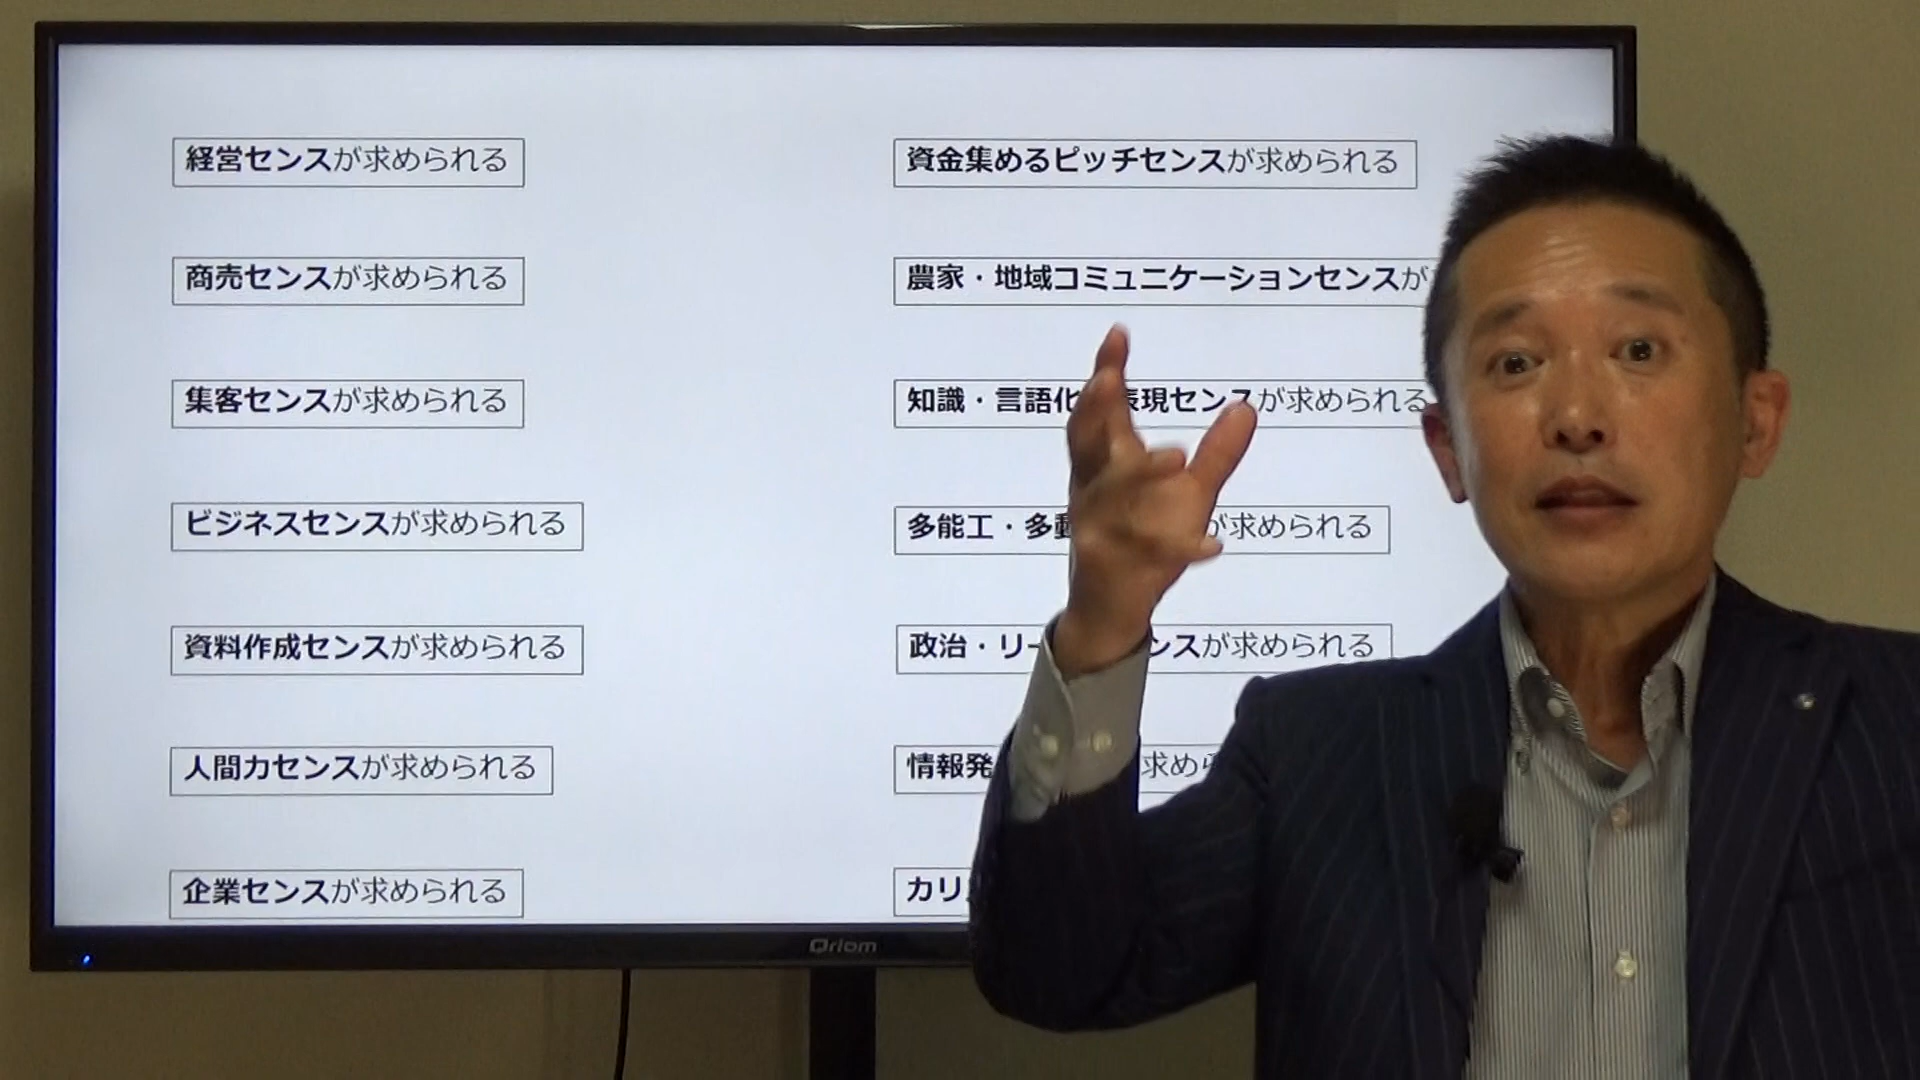 経営センスが求められる
商売センスが求められる
集客センスが求められる
ビジネスセンスが求められる
資料作成センスが求められる
人間力センスが求められる
企業センスが求められる
資金集めるピッチセンスが求められる
農家・地域コミュニケーションセンスが
知識・言語化 表現センスが求められる
多能工・多動 が求められる
政治・リー ンスが求められる
情報発 求めら
カリ
Qriom